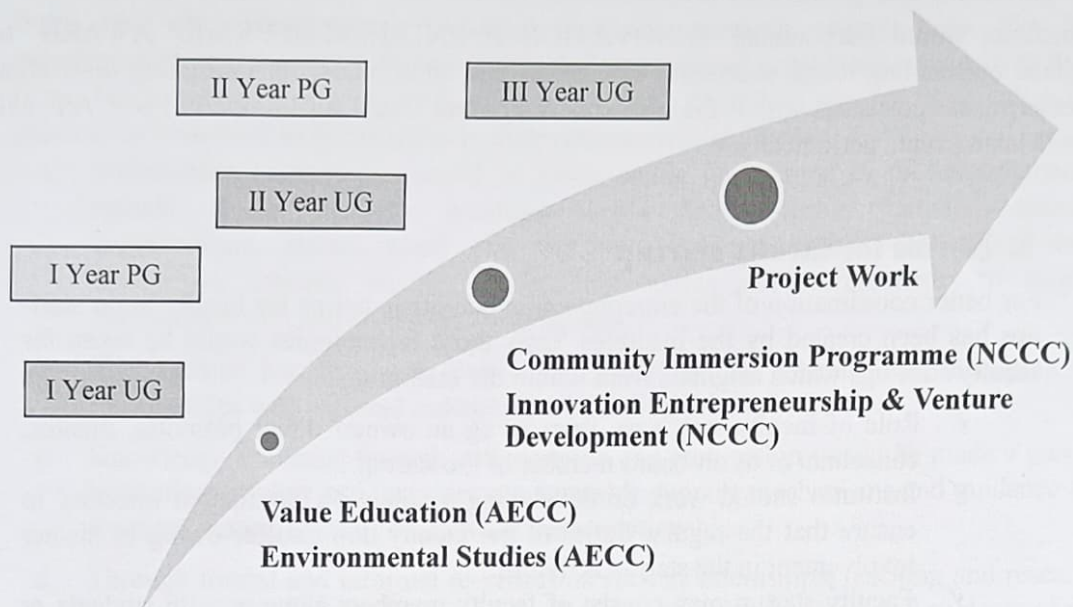 II Year PG
III Year UG
II Year UG
I Year PG
Project Work
Community Immersion Programme (NCCC)
I Year UG
Innovation Entrepreneurship & Venture
Development (NCCC)
Value Education (AECC)
Environmental Studies (AECC)